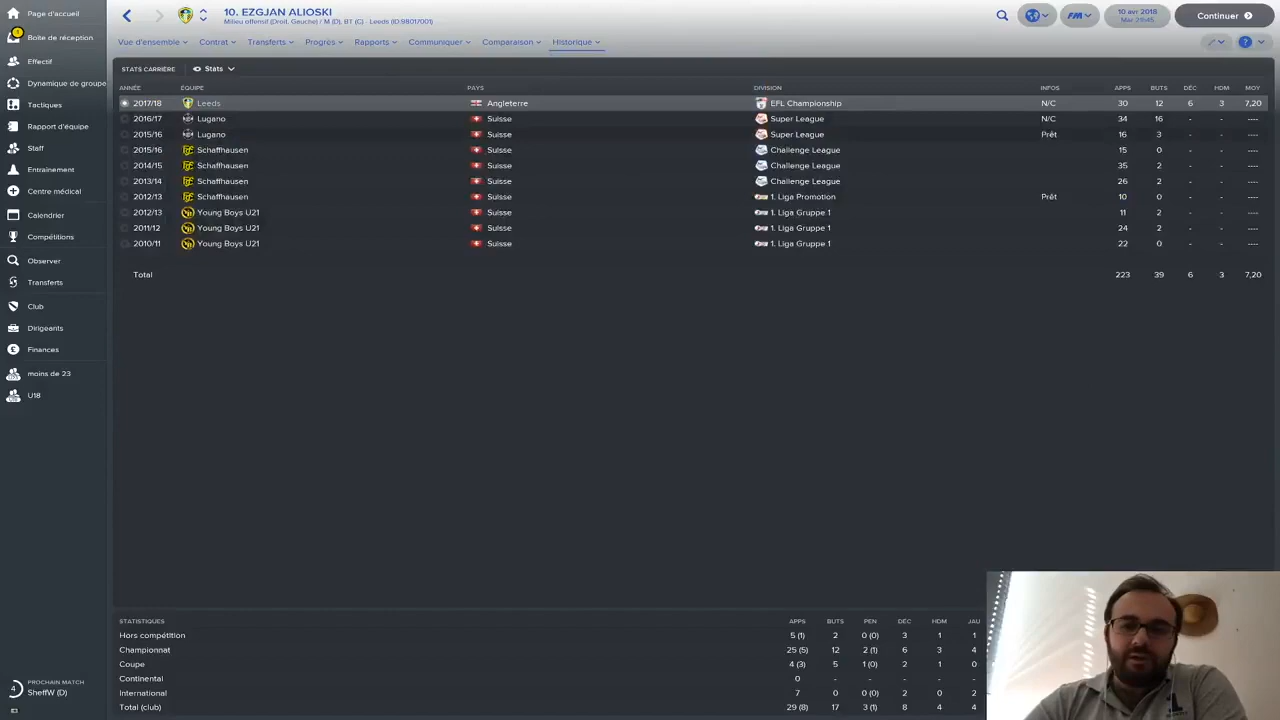 Page d'accueil
Boîte de réception
Effectif
Dynamique de groupe
Tactiques
Rapport d'équipe
Staff
Entraînement
Centre médical
Calendrier
Compétitions
Observer
Transferts
Club
Dirigeants
Finances
moins de 23
U18
PROCHAIN MATCH
SheffW (D)
10. EZGJAN ALIOSKI
Milieu offensif (Droit, Gauche) / M (D), BT (C) - Leeds (ID:98011701)
10 avr 2018
Mar 21:45
Continuer
Vue d'ensemble Contrat Transferts Progrès Rapports Communiquer Comparaison Historique
STATS CARRIÈRE Stats
ANNÉE ÉQUIPE PAYS DIVISION INFOS APPS BUTS DÉC HDM MOY
2017/18 Leeds Angleterre EFL Championship N/C 30 12 6 3 7,20
2016/17 Lugano Suisse Super League N/C 34 16 - - ----
2015/16 Lugano Suisse Super League Prêt 16 3 - - ----
2015/16 Schaffhausen Suisse Challenge League 15 0 - - ----
2014/15 Schaffhausen Suisse Challenge League 35 2 - - ----
2013/14 Schaffhausen Suisse Challenge League 26 2 - - ----
2012/13 Schaffhausen Suisse 1. Liga Promotion Prêt 10 0 - - ----
2012/13 Young Boys U21 Suisse 1. Liga Gruppe 1 11 2 - - ----
2011/12 Young Boys U21 Suisse 1. Liga Gruppe 1 24 2 - - ----
2010/11 Young Boys U21 Suisse 1. Liga Gruppe 1 22 0 - - ----
Total 223 39 6 3 7,20
STATISTIQUES APPS BUTS PEN DÉC HDM JAU
Hors compétition 5 (1) 2 0 (0) 3 1 1
Championnat 25 (5) 12 2 (1) 6 3 4
Coupe 4 (3) 5 1 (0) 2 1 0
Continental 0 - - - - -
International 7 0 0 (0) 2 0 2
Total (club) 29 (8) 17 3 (1) 8 4 4